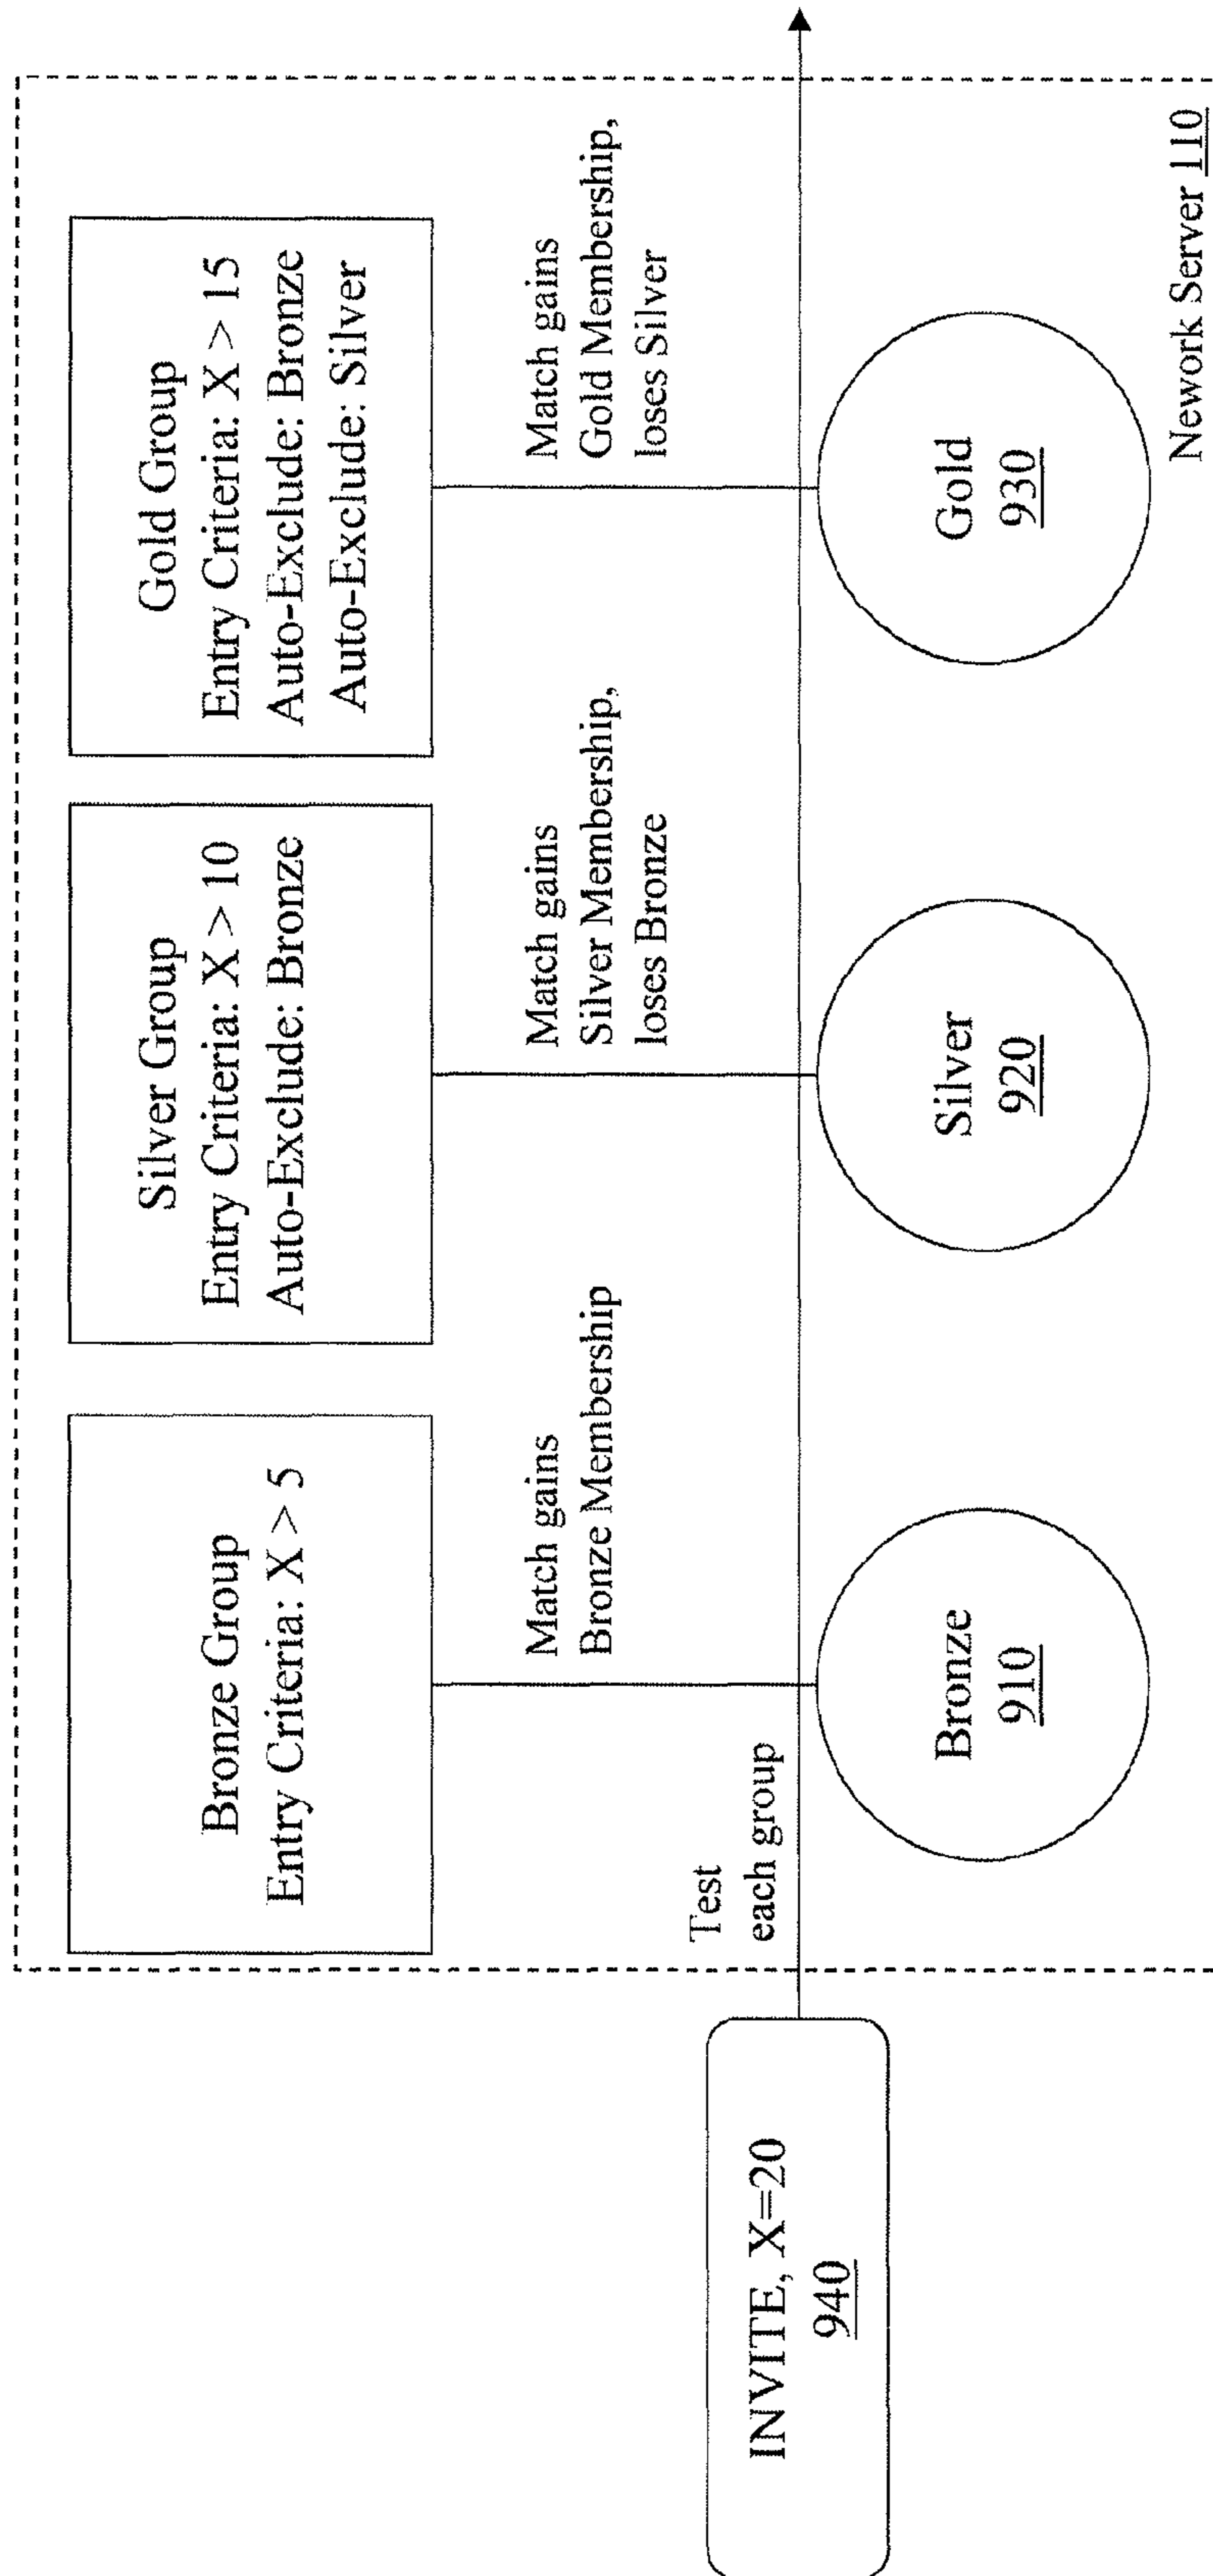 Bronze Group
Entry Criteria: X > 5
Silver Group
Entry Criteria: X > 10
Auto-Exclude: Bronze
Gold Group
Entry Criteria: X > 15
Auto-Exclude: Bronze
Auto-Exclude: Silver
Match gains
Bronze Membership
Match gains
Silver Membership,
loses Bronze
Match gains
Gold Membership,
loses Silver
INVITE, X=20
940
Test
each group
Bronze
910
Silver
920
Gold
930
Nework Server 110